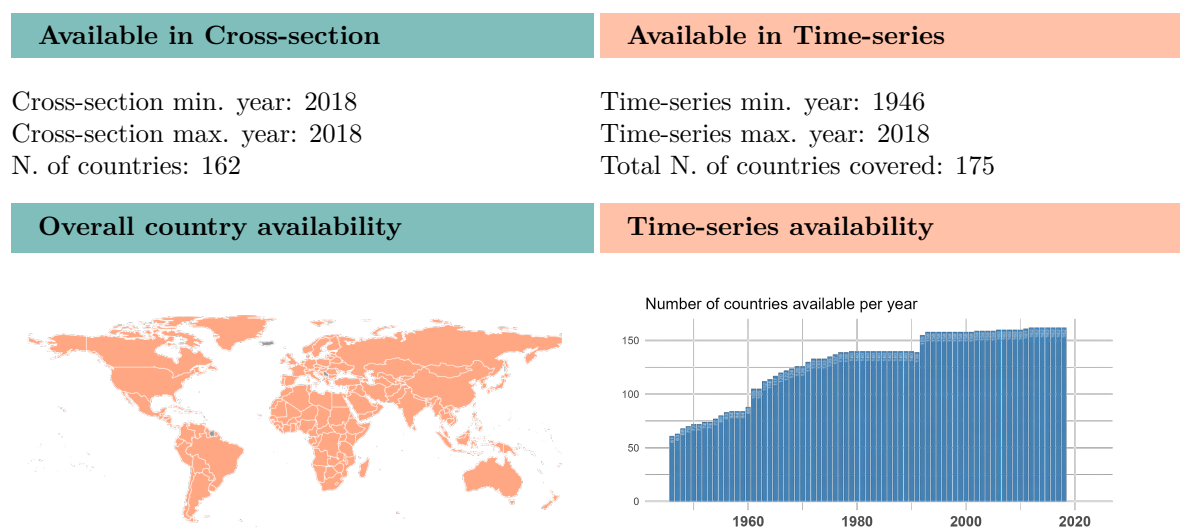 Available in Cross-section
Cross-section min. year: 2018
Cross-section max. year: 2018
N. of countries: 162
Available in Time-series
Time-series min. year: 1946
Time-series max. year: 2018
Total N. of countries covered: 175
Overall country availability
Time-series availability
Number of countries available per year
150
100
50
0
1960 1980 2000 2020